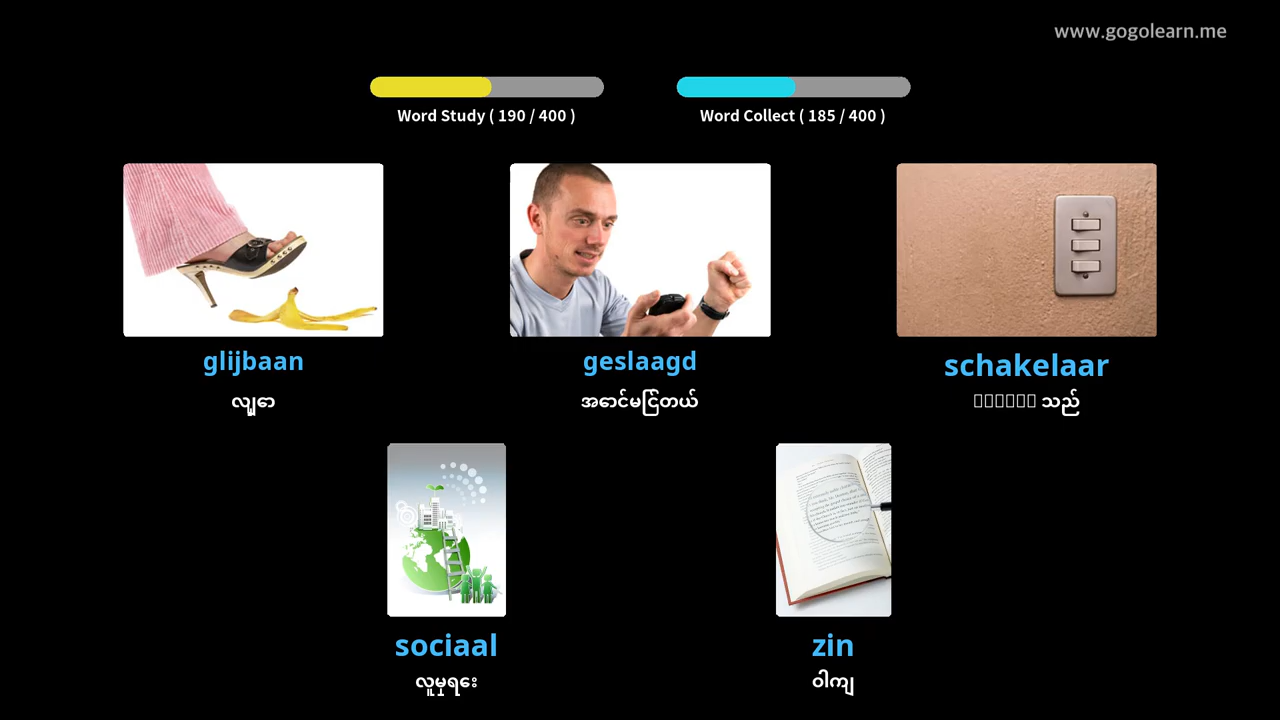 www.gogolearn.me
Word Study ( 190 / 400 )
Word Collect ( 185 / 400 )
glijbaan
geslaagd
schakelaar
လျှော
အောင်မြင်တယ်
သည်
sociaal
zin
လူမှုရေး
ဝါကျ